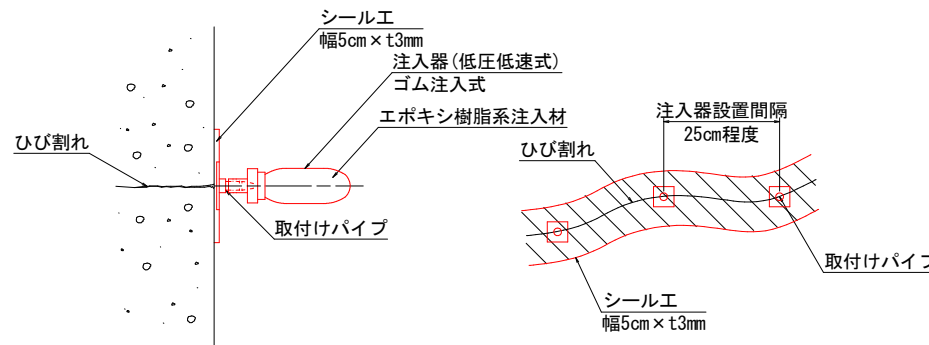 シール工
幅5cm×t3mm
注入器(低圧低速式)
ゴム注入式
エポキシ樹脂系注入材
ひび割れ
取付けパイプ
注入器設置間隔
25cm程度
ひび割れ
取付けパイプ
シール工
幅5cm×t3mm